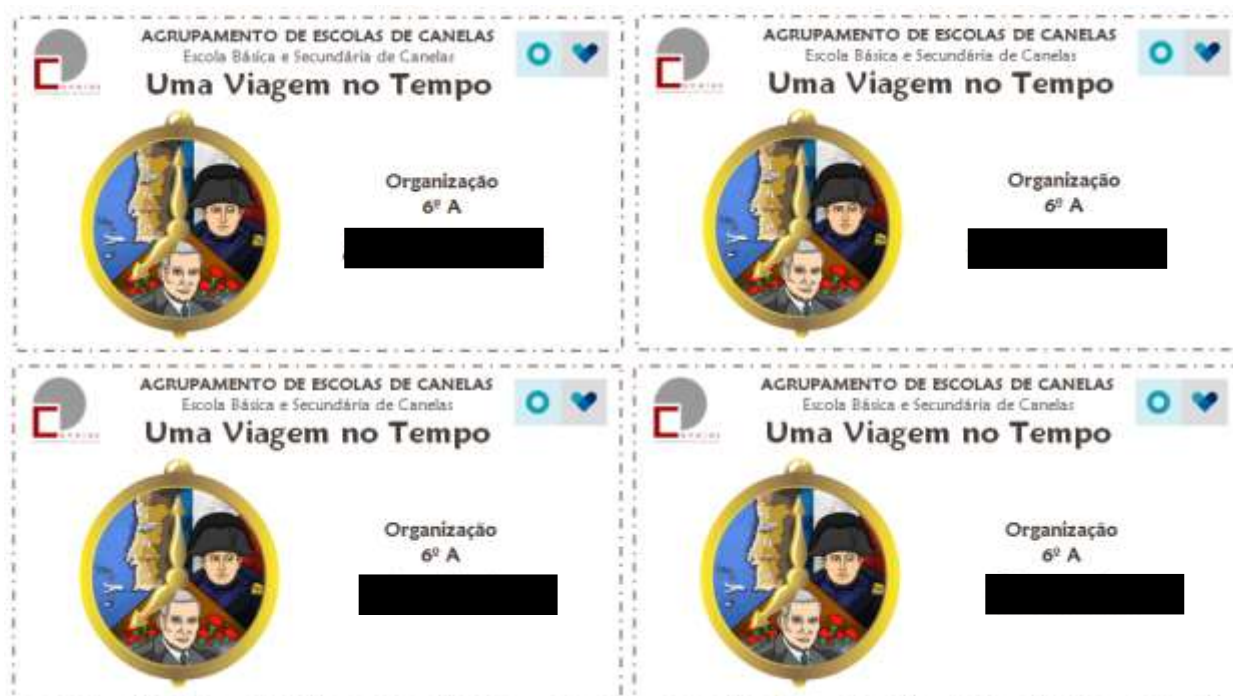 AGRUPAMENTO DE ESCOLAS DE CANELAS
Escola Básica e Secundária de Canelas
Uma Viagem no Tempo
Organização
6º A
AGRUPAMENTO DE ESCOLAS DE CANELAS
Escola Básica e Secundária de Canelas
Uma Viagem no Tempo
Organização
6º A
AGRUPAMENTO DE ESCOLAS DE CANELAS
Escola Básica e Secundária de Canelas
Uma Viagem no Tempo
Organização
6º A
AGRUPAMENTO DE ESCOLAS DE CANELAS
Escola Básica e Secundária de Canelas
Uma Viagem no Tempo
Organização
6º A